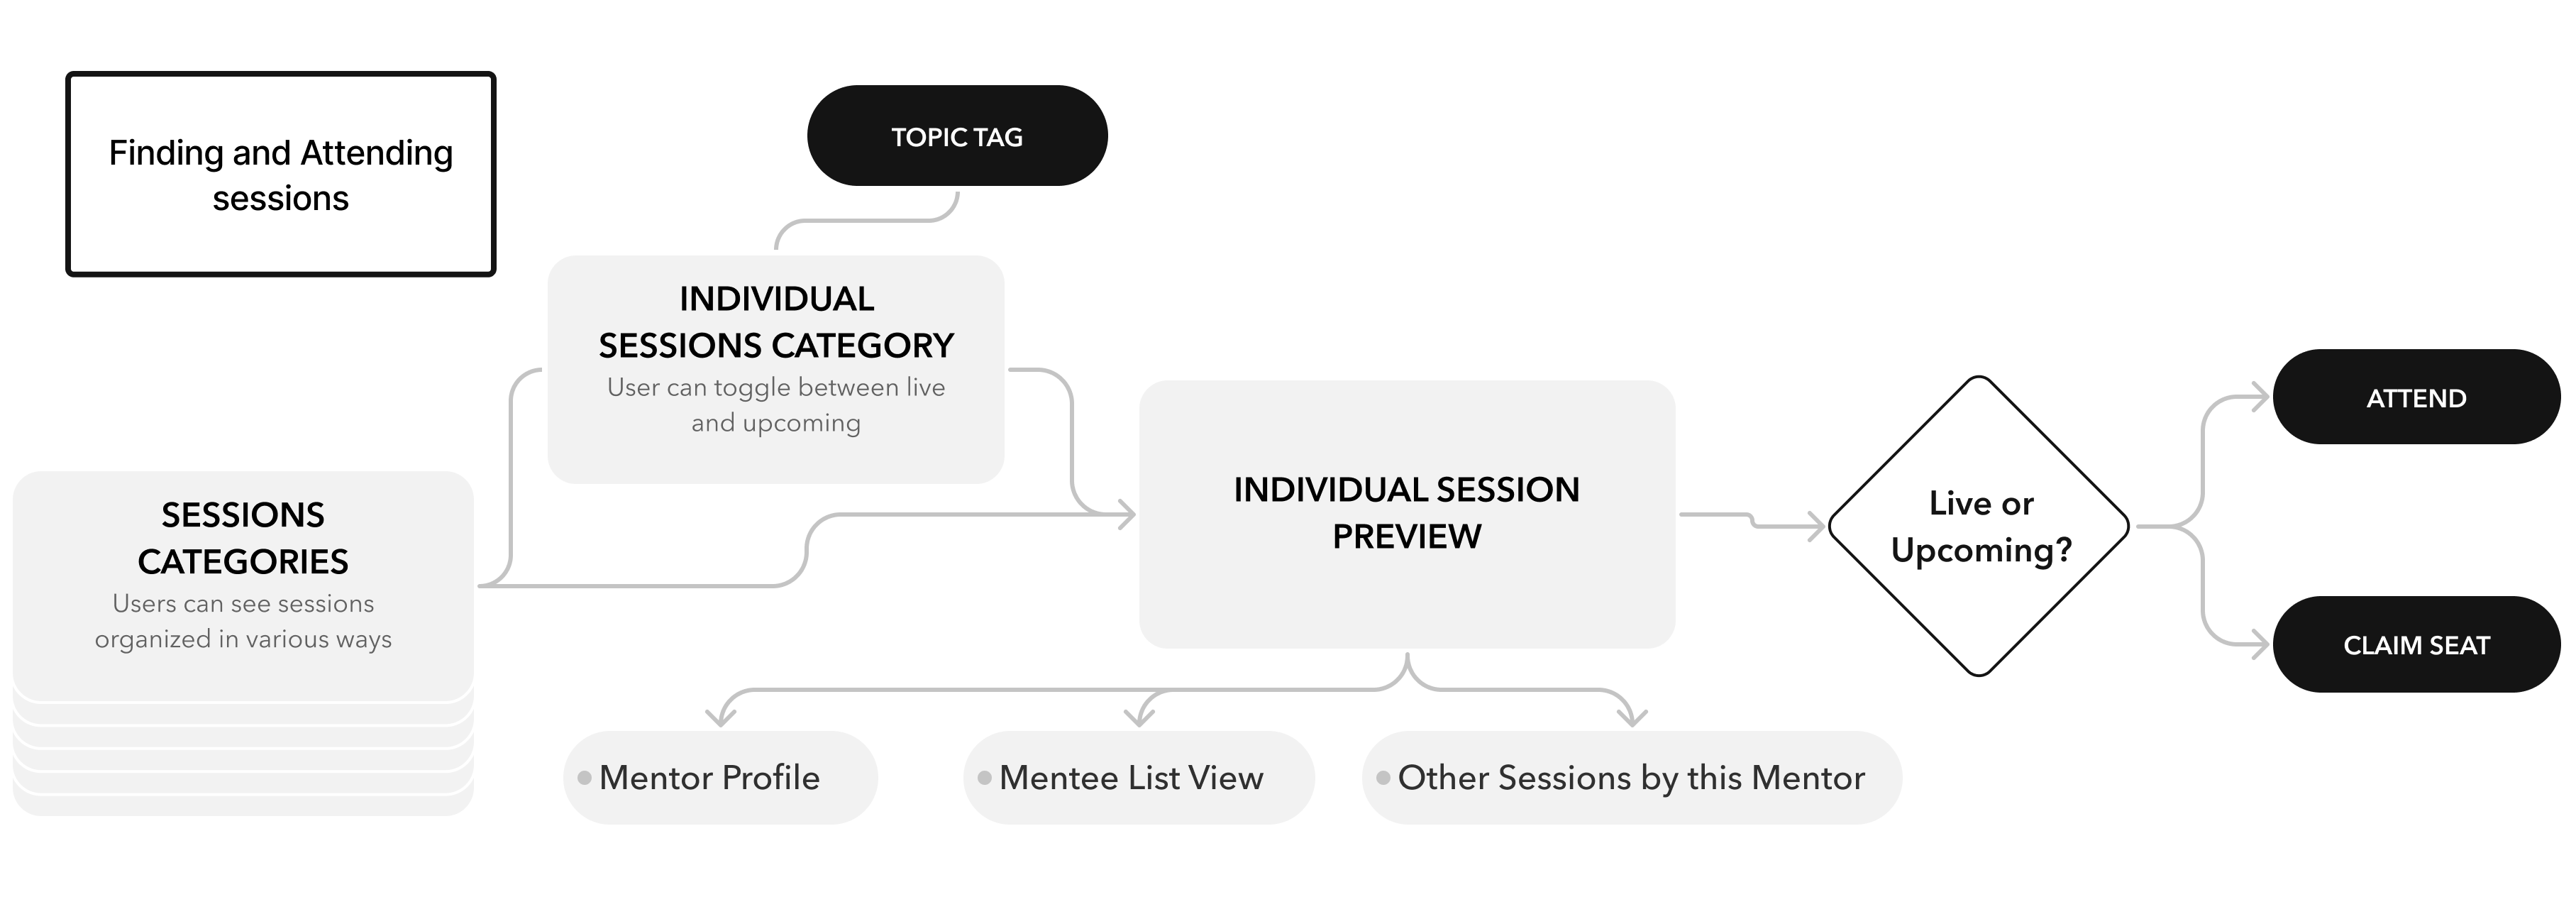 Finding and Attending
sessions
TOPIC TAG
INDIVIDUAL
SESSIONS CATEGORY
User can toggle between live
and upcoming
SESSIONS
CATEGORIES
Users can see sessions
organized in various ways
INDIVIDUAL SESSION
PREVIEW
Live or
Upcoming?
ATTEND
CLAIM SEAT
Mentor Profile
Mentee List View
Other Sessions by this Mentor